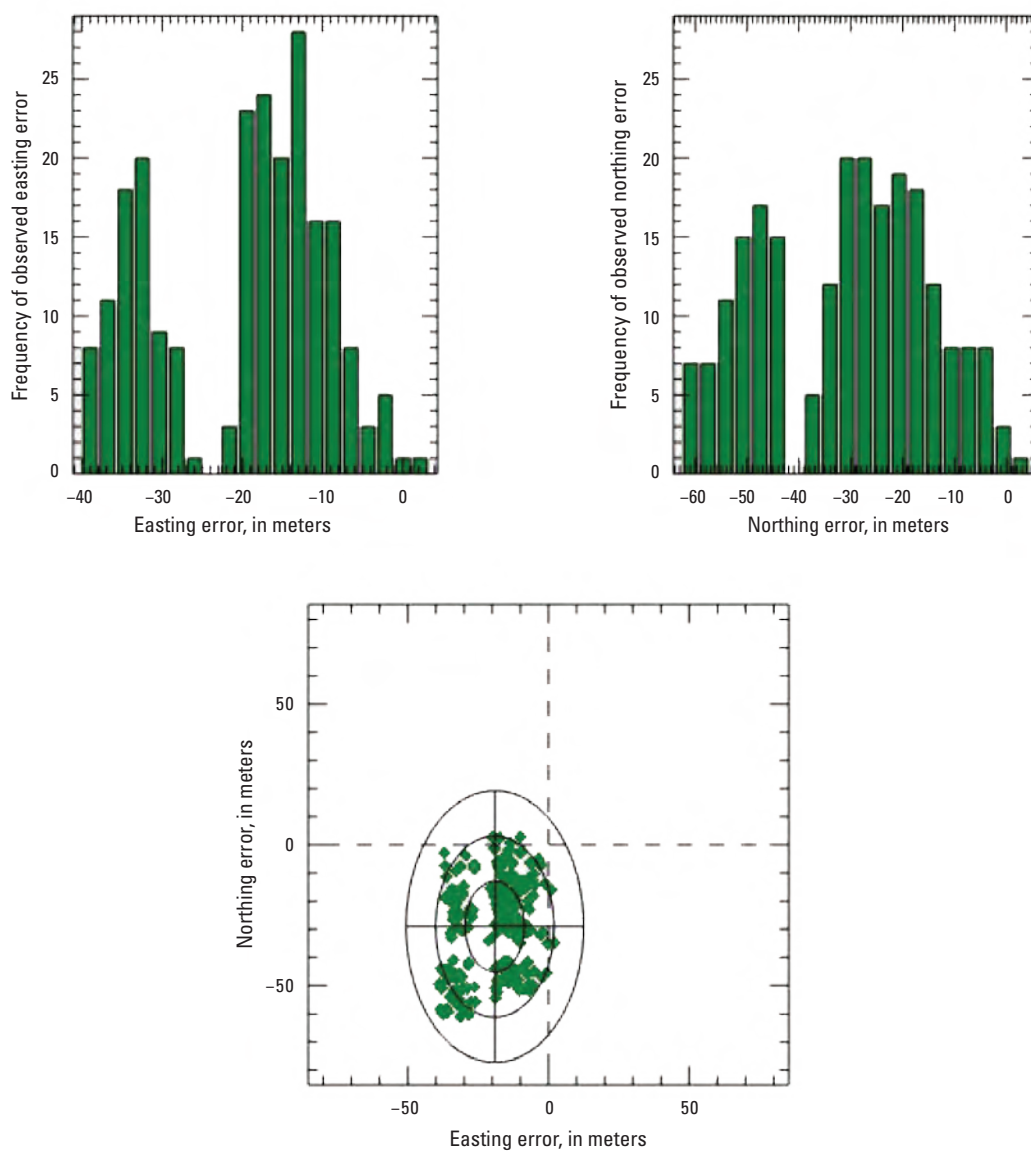 Frequency of observed easting error
25
20
15
10
5
0
−40 −30 −20 −10 0
Easting error, in meters
Frequency of observed northing error
25
20
15
10
5
0
−60 −50 −40 −30 −20 −10 0
Northing error, in meters
Northing error, in meters
50
0
−50
−50 0 50
Easting error, in meters